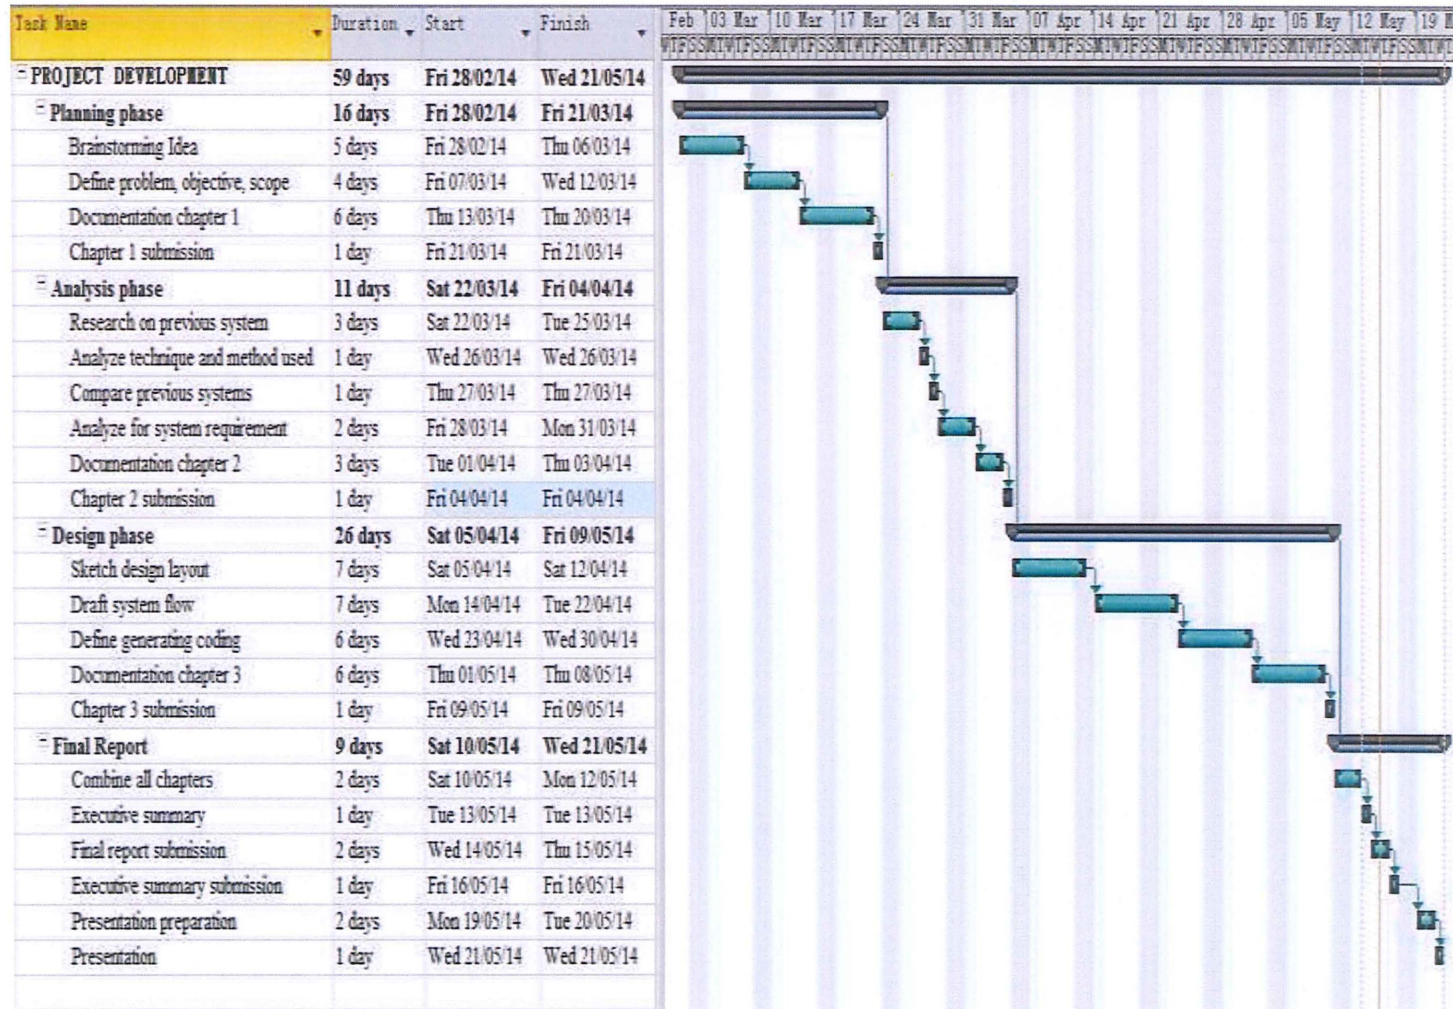 Task Name Duration Start Finish Feb 03 Mar 10 Mar 17 Mar 24 Mar 31 Mar 07 Apr 14 Apr 21 Apr 28 Apr 05 May 12 May 19 M
PROJECT DEVELOPMENT 59 days Fri 28/02/14 Wed 21/05/14
Planning phase 16 days Fri 28/02/14 Fri 21/03/14
Brainstorming Idea 5 days Fri 28/02/14 Thu 06/03/14
Define problem, objective, scope 4 days Fri 07/03/14 Wed 12/03/14
Documentation chapter 1 6 days Thu 13/03/14 Thu 20/03/14
Chapter 1 submission 1 day Fri 21/03/14 Fri 21/03/14
Analysis phase 11 days Sat 22/03/14 Fri 04/04/14
Research on previous system 3 days Sat 22/03/14 Tue 25/03/14
Analyze technique and method used 1 day Wed 26/03/14 Wed 26/03/14
Compare previous systems 1 day Thu 27/03/14 Thu 27/03/14
Analyze for system requirement 2 days Fri 28/03/14 Mon 31/03/14
Documentation chapter 2 3 days Tue 01/04/14 Thu 03/04/14
Chapter 2 submission 1 day Fri 04/04/14 Fri 04/04/14
Design phase 26 days Sat 05/04/14 Fri 09/05/14
Sketch design layout 7 days Sat 05/04/14 Sat 12/04/14
Draft system flow 7 days Mon 14/04/14 Tue 22/04/14
Define generating coding 6 days Wed 23/04/14 Wed 30/04/14
Documentation chapter 3 6 days Thu 01/05/14 Thu 08/05/14
Chapter 3 submission 1 day Fri 09/05/14 Fri 09/05/14
Final Report 9 days Sat 10/05/14 Wed 21/05/14
Combine all chapters 2 days Sat 10/05/14 Mon 12/05/14
Executive summary 1 day Tue 13/05/14 Tue 13/05/14
Final report submission 2 days Wed 14/05/14 Thu 15/05/14
Executive summary submission 1 day Fri 16/05/14 Fri 16/05/14
Presentation preparation 2 days Mon 19/05/14 Tue 20/05/14
Presentation 1 day Wed 21/05/14 Wed 21/05/14